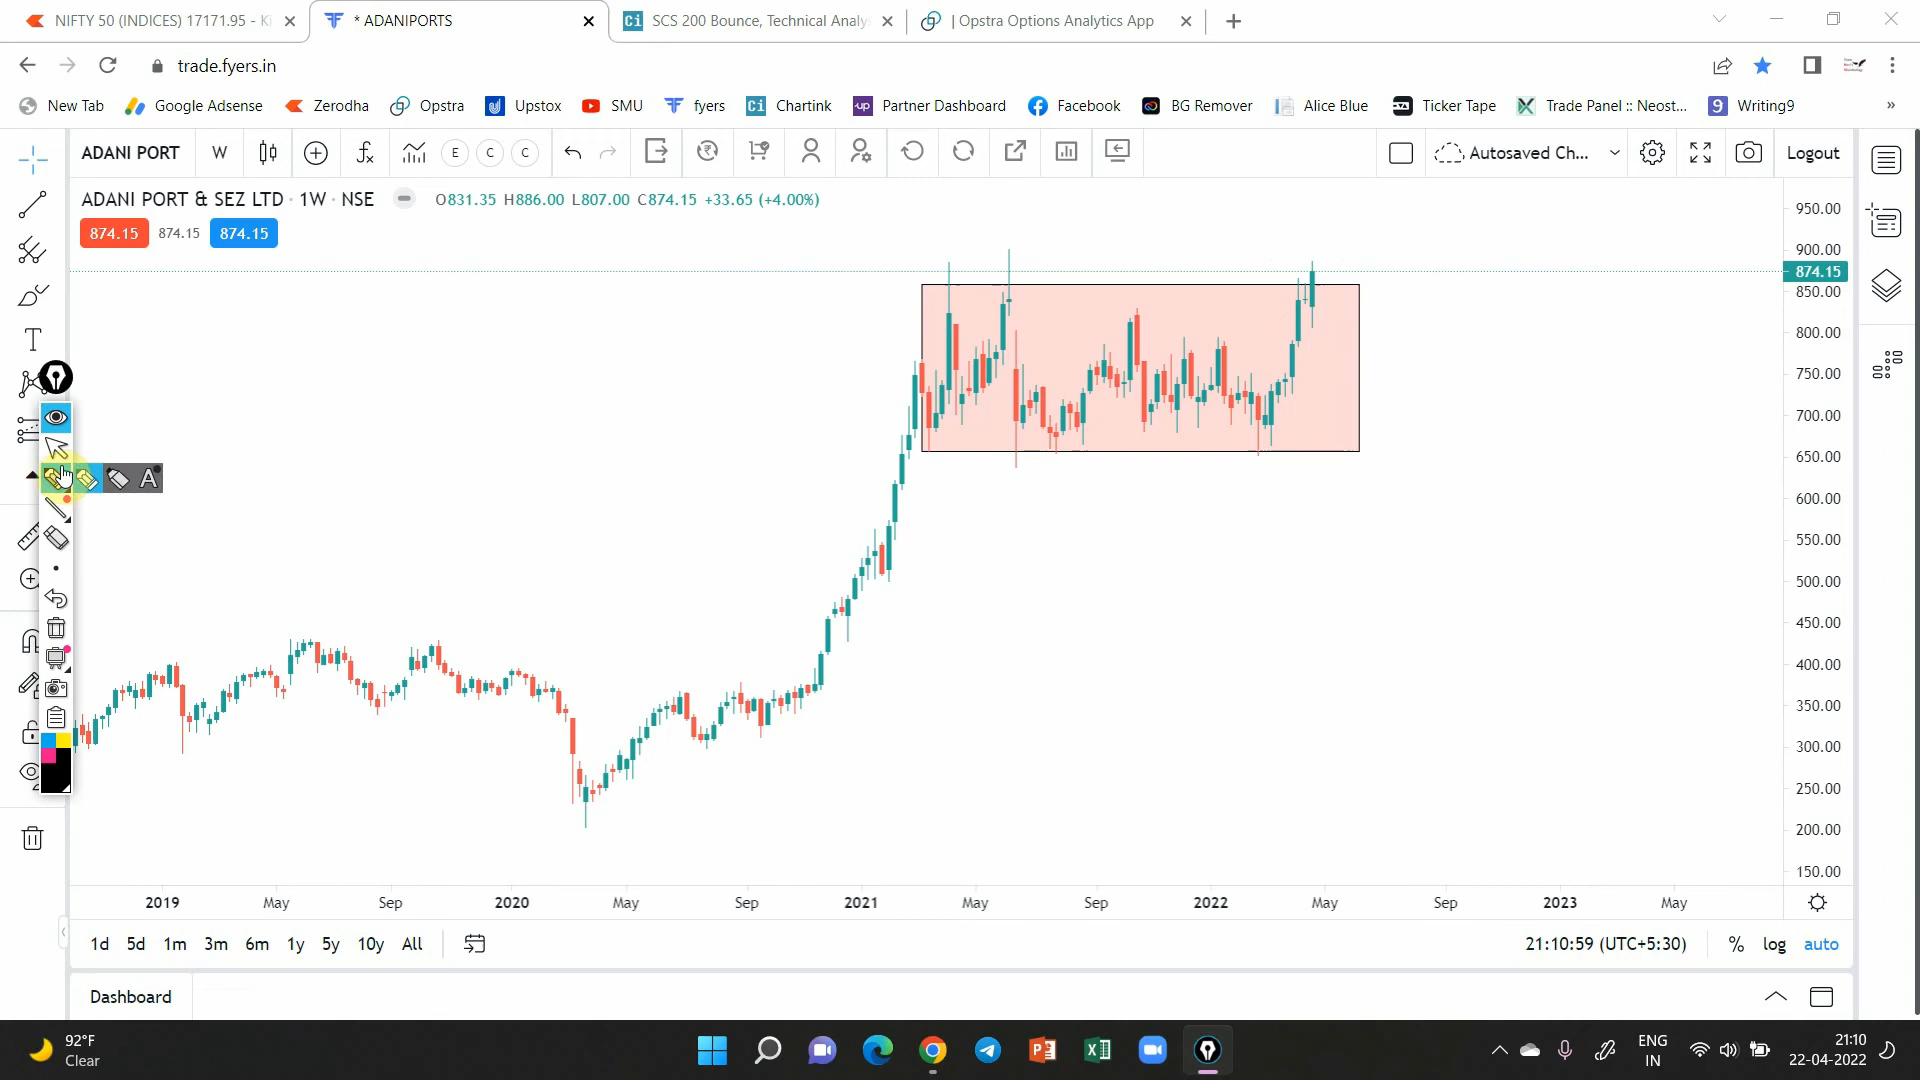 NIFTY 50 (INDICES) 17171.95 - Ki
* ADANIPORTS
SCS 200 Bounce, Technical Analys
| Opstra Options Analytics App
trade.fyers.in
New Tab
Google Adsense
Zerodha
Opstra
Upstox
SMU
fyers
Chartink
Partner Dashboard
Facebook
BG Remover
Alice Blue
Ticker Tape
Trade Panel :: Neost...
Writing9
»
ADANI PORT
W
E
C
C
Autosaved Ch...
Logout
ADANI PORT & SEZ LTD · 1W · NSE
O831.35 H886.00 L807.00 C874.15 +33.65 (+4.00%)
874.15
874.15
874.15
950.00
900.00
874.15
850.00
800.00
750.00
700.00
650.00
600.00
550.00
500.00
450.00
400.00
350.00
300.00
250.00
200.00
150.00
T
A
2019
May
Sep
2020
May
Sep
2021
May
Sep
2022
May
Sep
2023
May
1d
5d
1m
3m
6m
1y
5y
10y
All
21:10:59 (UTC+5:30)
%
log
auto
Dashboard
92°F
Clear
ENG
IN
21:10
22-04-2022